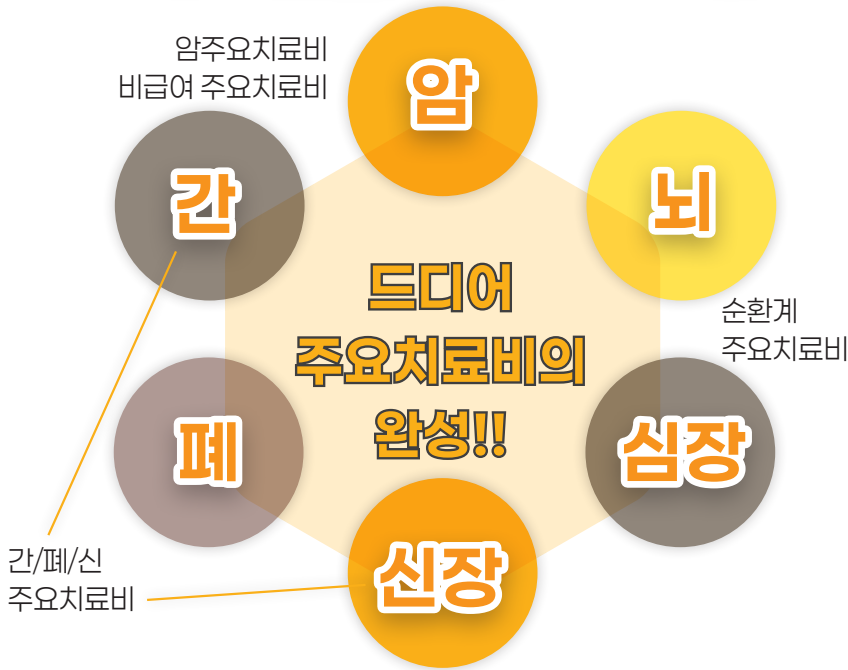 암주요치료비
비급여 주요치료비
암
간
뇌
드디어
주요치료비의
완성!!
순환계
주요치료비
폐
심장
신장
간/폐/신
주요치료비